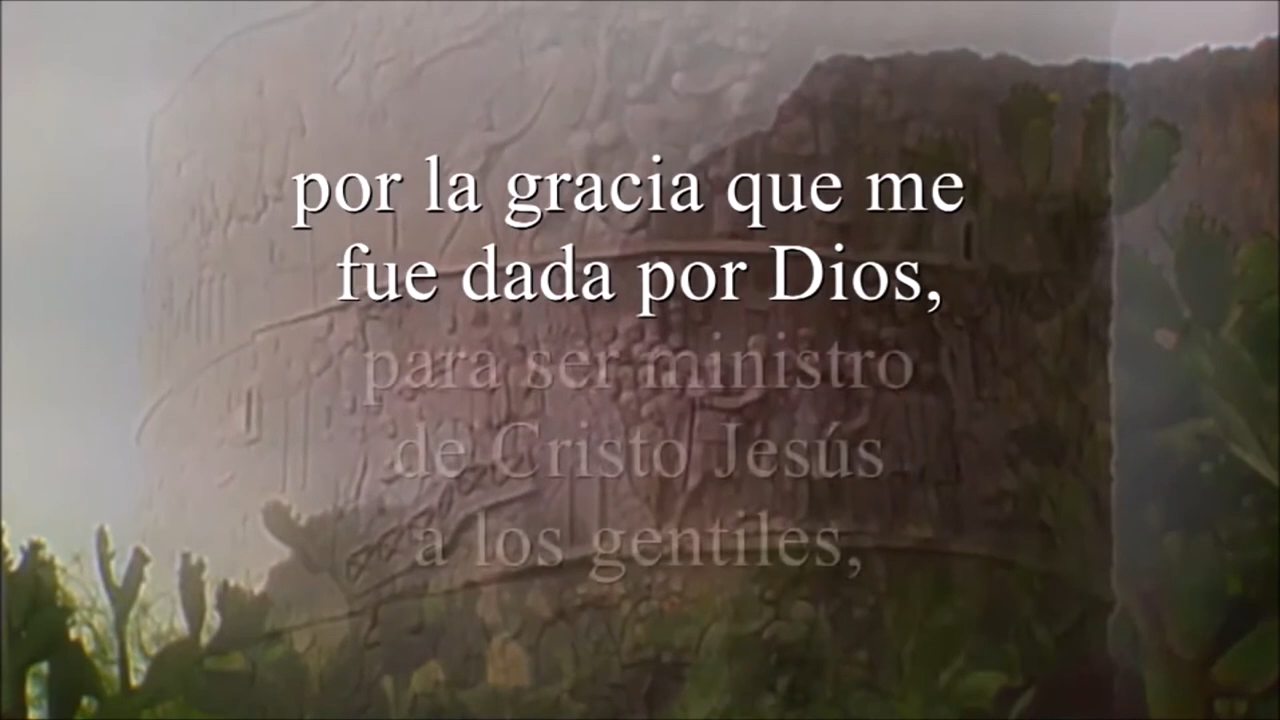 por la gracia que me
fue dada por Dios,
para ser ministro
de Cristo Jesús
a los gentiles,